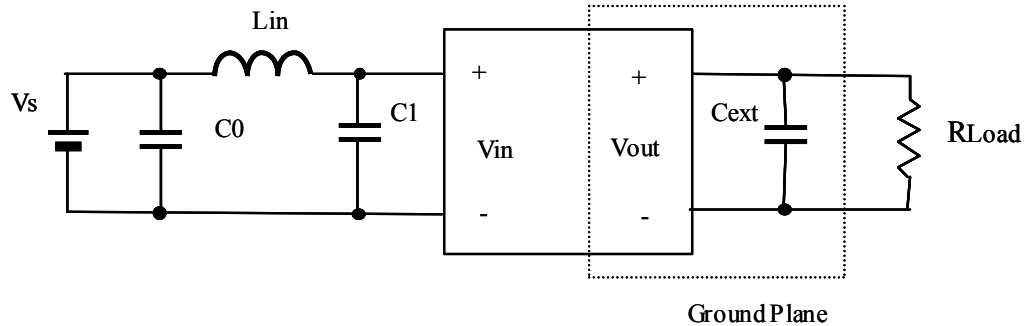 Lin
Vs
C0
C1
+
Vin
-
+
Vout
-
Cext
RLoad
Ground Plane